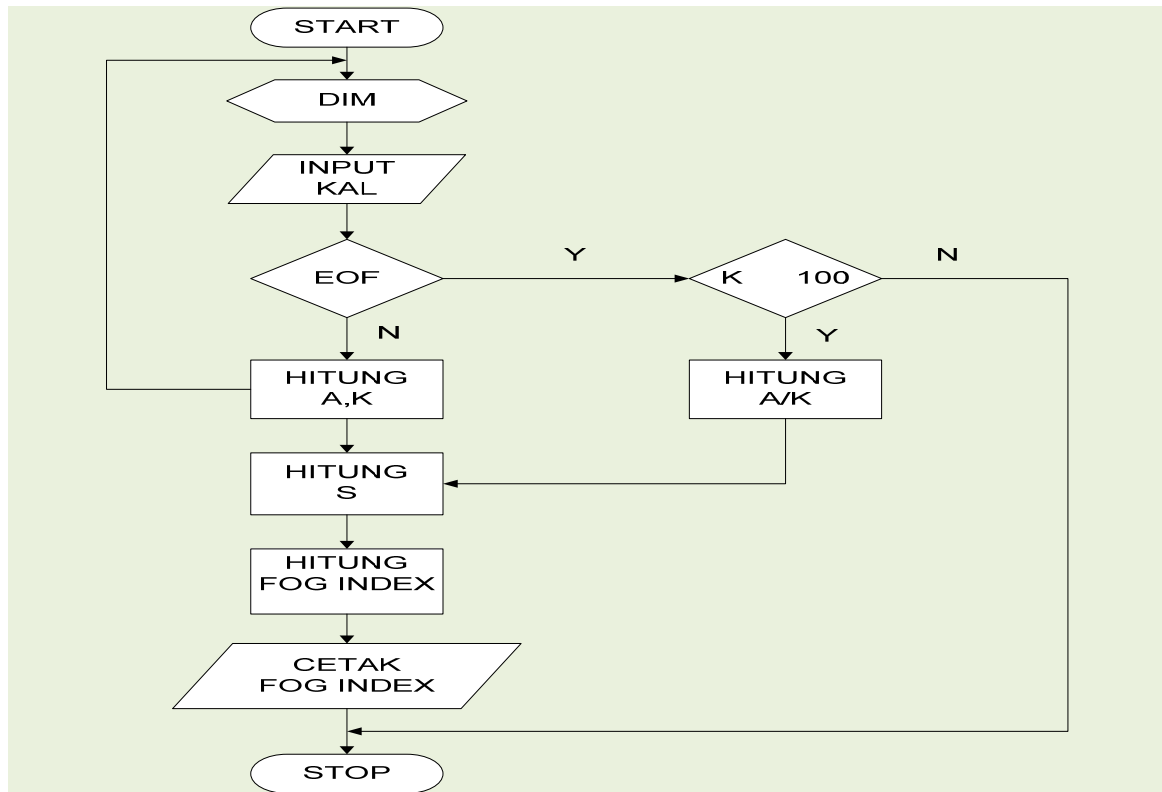 START
DIM
INPUT
KAL
EOF
Y
K 100
N
N
Y
HITUNG
A,K
HITUNG
A/K
HITUNG
S
HITUNG
FOG INDEX
CETAK
FOG INDEX
STOP